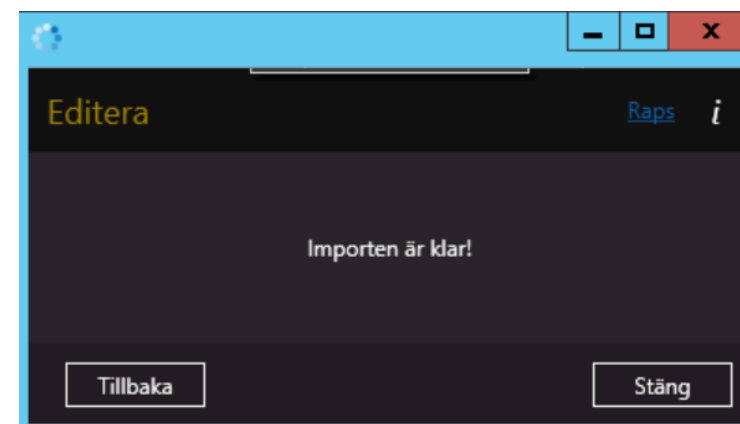 Editera
Raps i
Importen är klar!
Tillbaka
Stäng